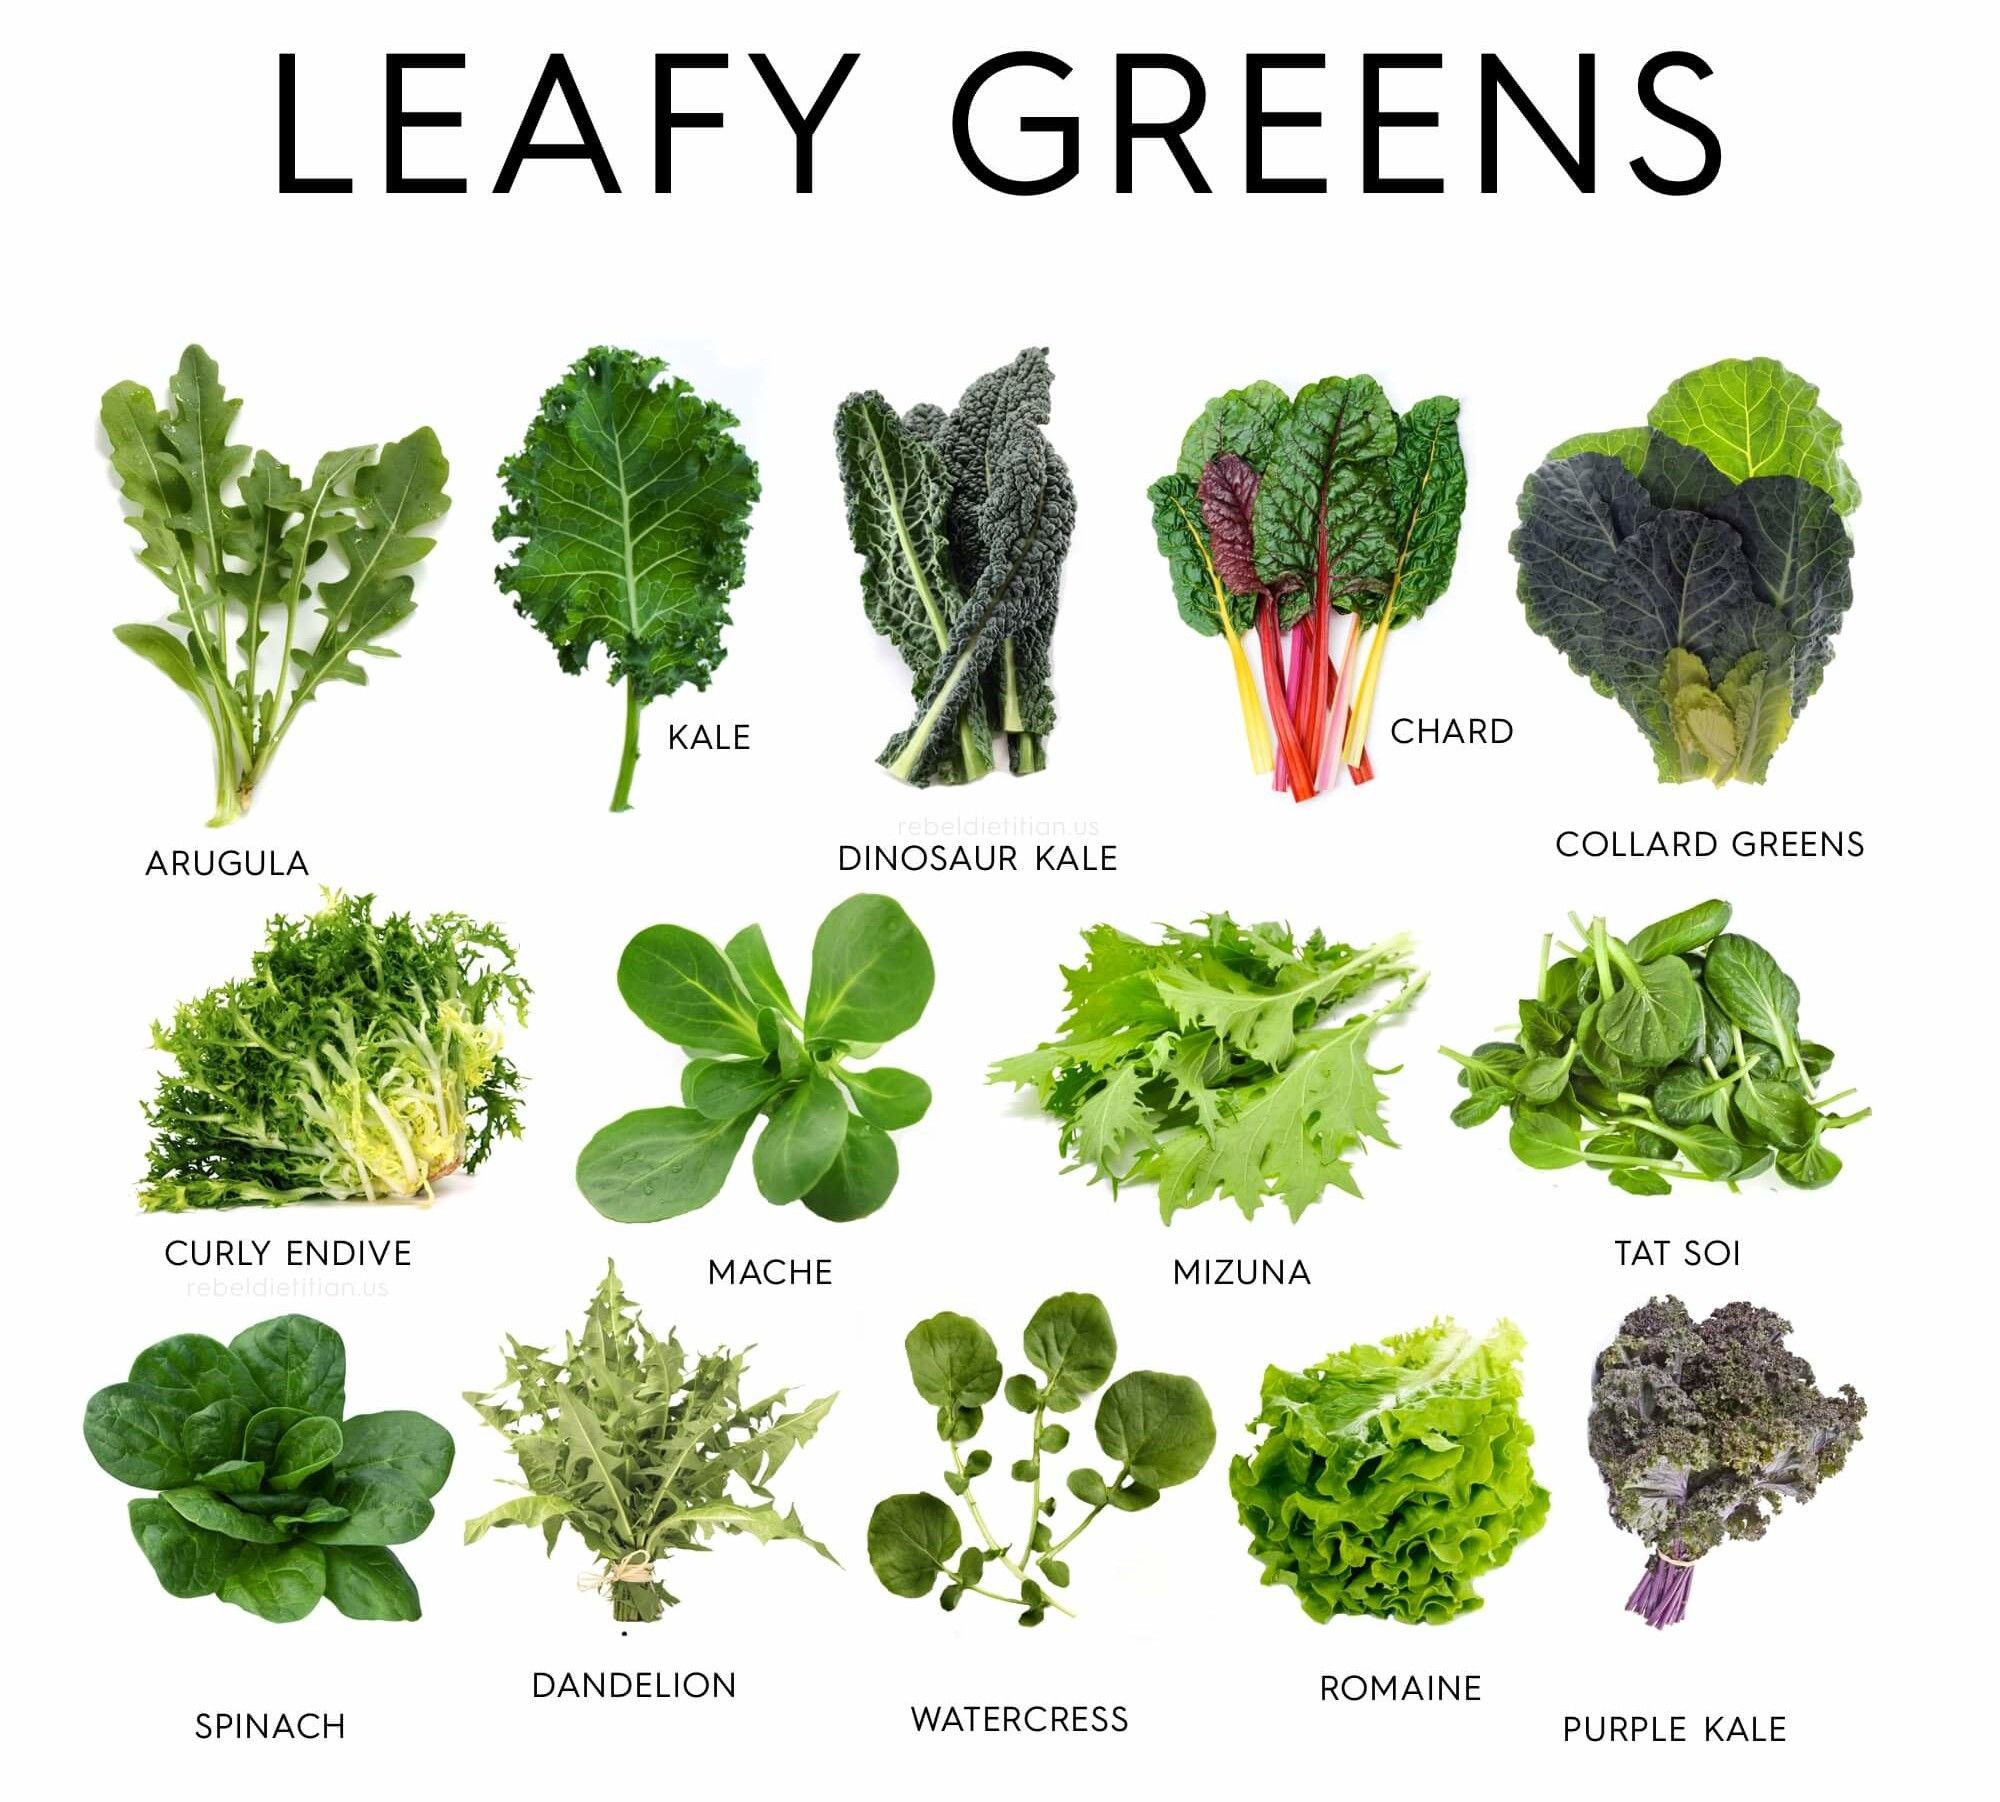 LEAFY GREENS
KALE
CHARD
rebeldietitian.us
COLLARD GREENS
DINOSAUR KALE
ARUGULA
CURLY ENDIVE
TAT SOI
MACHE
MIZUNA
rebeldietitian.us
DANDELION
ROMAINE
WATERCRESS
SPINACH
PURPLE KALE